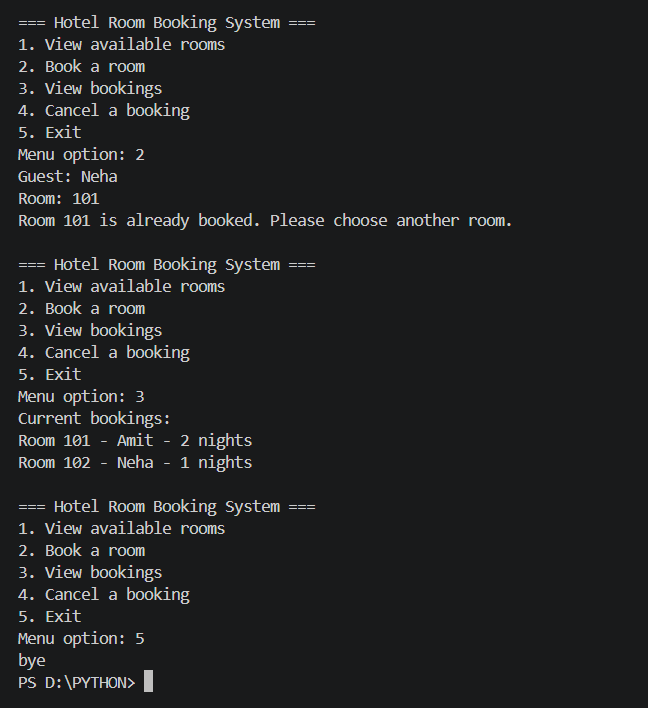 === Hotel Room Booking System ===
1. View available rooms
2. Book a room
3. View bookings
4. Cancel a booking
5. Exit
Menu option: 2
Guest: Neha
Room: 101
Room 101 is already booked. Please choose another room.
=== Hotel Room Booking System ===
1. View available rooms
2. Book a room
3. View bookings
4. Cancel a booking
5. Exit
Menu option: 3
Current bookings:
Room 101 - Amit - 2 nights
Room 102 - Neha - 1 nights
=== Hotel Room Booking System ===
1. View available rooms
2. Book a room
3. View bookings
4. Cancel a booking
5. Exit
Menu option: 5
bye
PS D:\PYTHON>